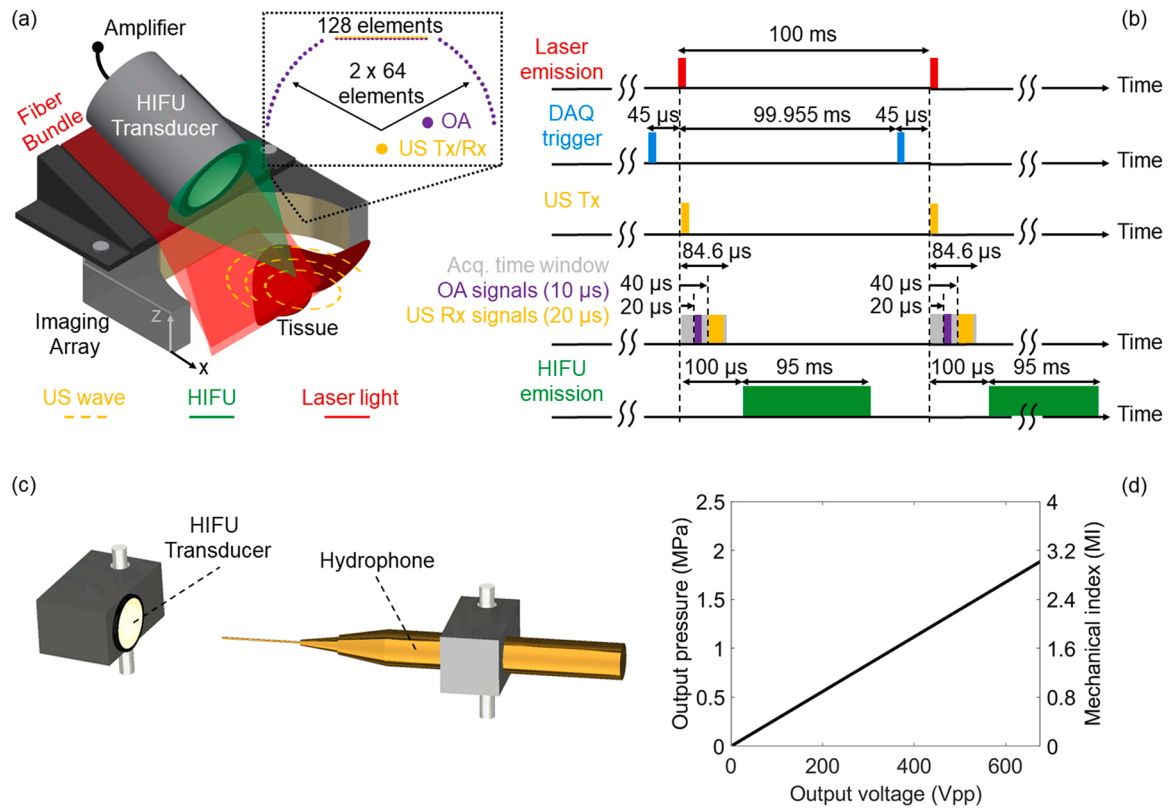 (a)
Amplifier
HIFU
Transducer
Fiber
Bundle
128 elements
2 x 64
elements
OA
US Tx/Rx
Imaging
Array
Z
x
Tissue
US wave
HIFU
Laser light
(b)
Laser
emission
100 ms
Time
DAQ
trigger
45 µs
99.955 ms
45 µs
Time
US Tx
Time
84.6 µs
84.6 µs
Acq. time window
OA signals (10 µs)
US Rx signals (20 µs)
40 µs
20 µs
40 µs
20 µs
Time
HIFU
emission
100 µs
95 ms
100 µs
95 ms
Time
(c)
HIFU
Transducer
Hydrophone
(d)
Output pressure (MPa)
2.5
2
1.5
1
0.5
0
Mechanical index (MI)
4
3.2
2.4
1.6
0.8
0
0
200
400
600
Output voltage (Vpp)